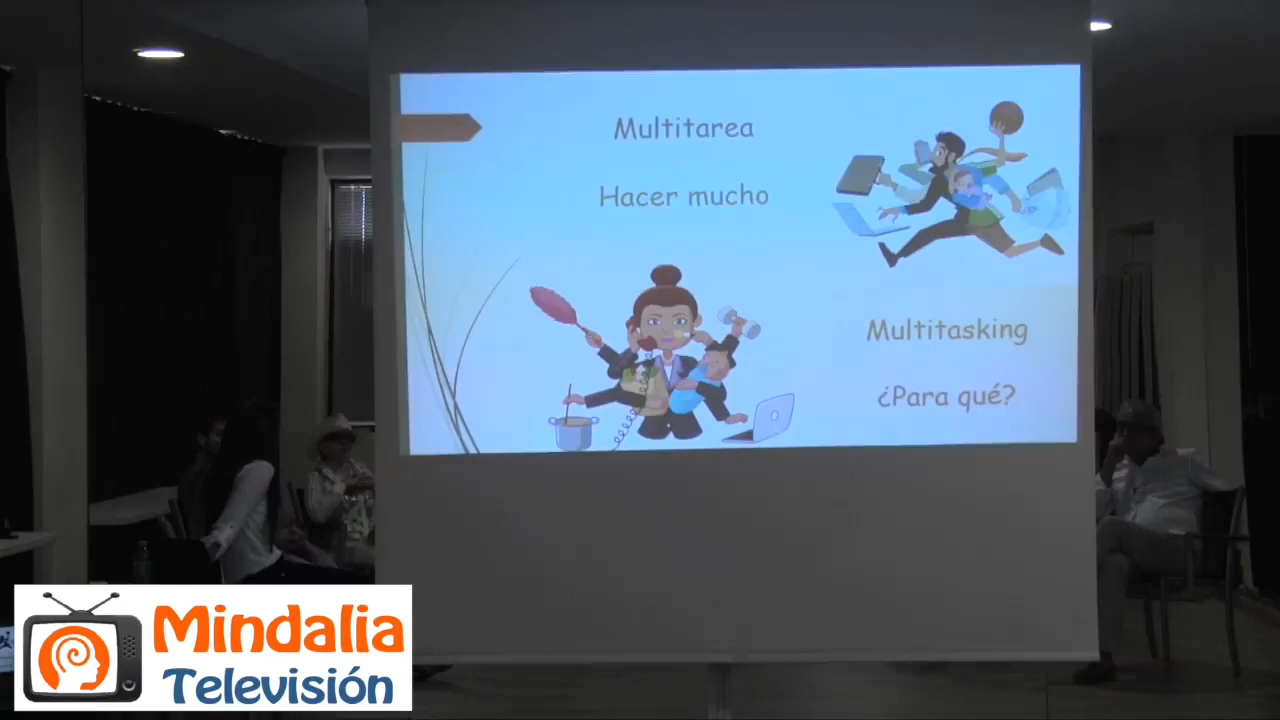 Multitarea
Hacer mucho
Multitasking
¿Para qué?
Mindalia
Televisión